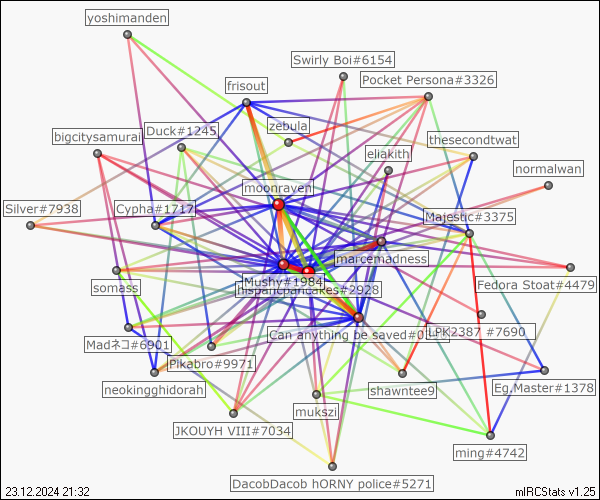 yoshimanden
Swirly Boi#6154
Pocket Persona#3326
frisout
zebula
Duck#1245
bigcitysamurai
thesecondtwat
eliakith
normalwan
moonraven
Silver#7938
Cypha#1717
Majestic#3375
marcemadness
Mushy#1984
somass
Fedora Stoat#4479
Can anything be saved#0
LPK2387 #7690
Madネコ#6901
Pikabro#9971
neokingghidorah
shawntee9
Eg.Master#1378
mukszi
JKOUYH VIII#7034
ming#4742
DacobDacob hORNY police#5271
23.12.2024 21:32
mIRCStats v1.25